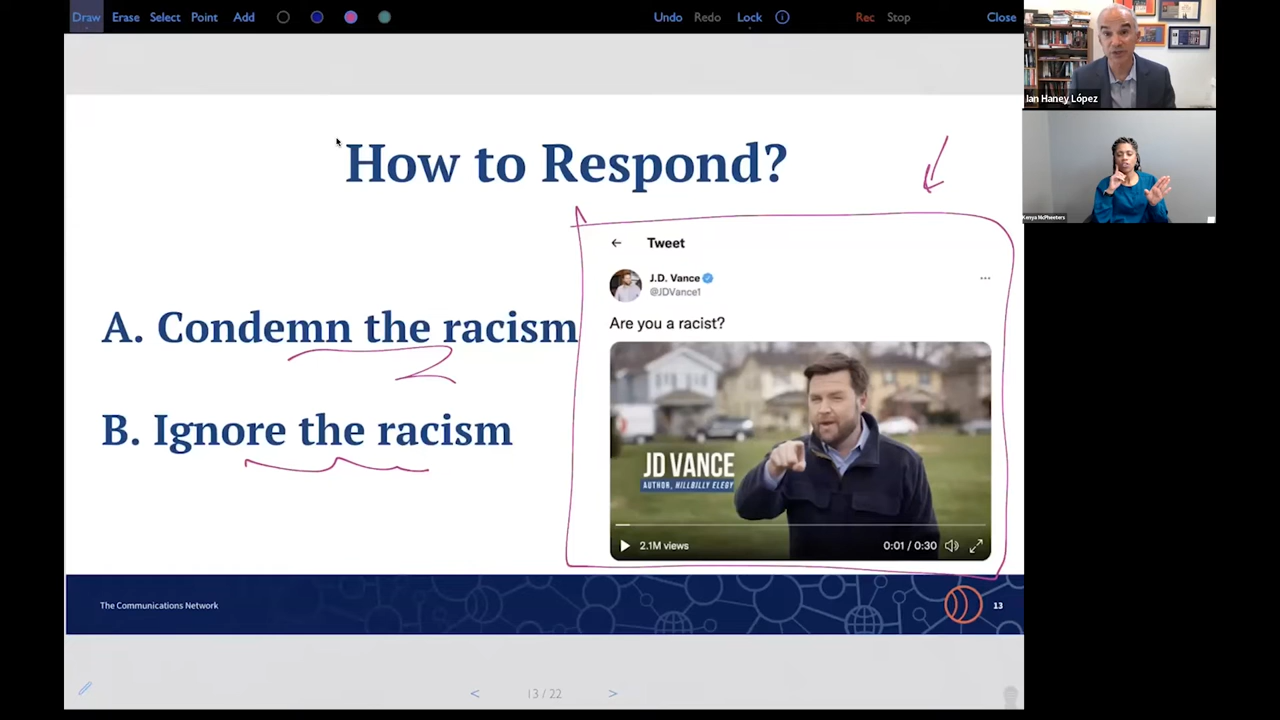 Draw Erase Select Point Add Undo Redo Lock Rec Stop Close
Ian Haney López
Kenya McPheeters
How to Respond?
← Tweet
J.D. Vance
@JDVance1
Are you a racist?
A. Condemn the racism
B. Ignore the racism
JD VANCE
AUTHOR, HILLBILLY ELEGY
2.1M views 0:01 / 0:30
The Communications Network 13
< 13 / 22 >